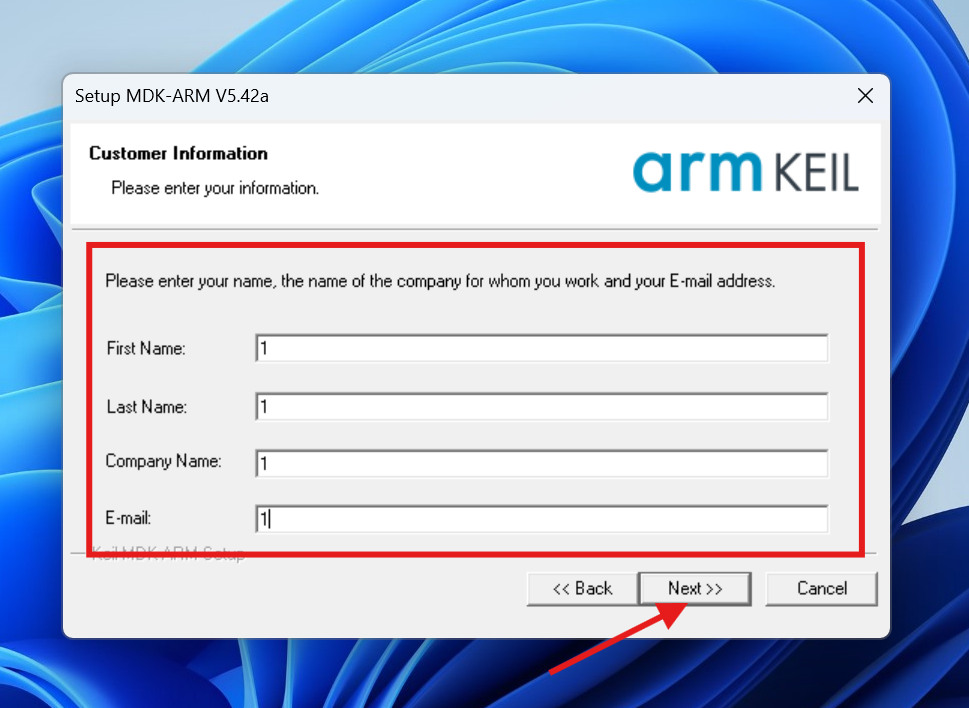 Setup MDK-ARM V5.42a
Customer Information
Please enter your information.
arm KEIL
Please enter your name, the name of the company for whom you work and your E-mail address.
First Name: 1
Last Name: 1
Company Name: 1
E-mail: 1
Keil MDK-ARM Setup
<< Back Next >> Cancel